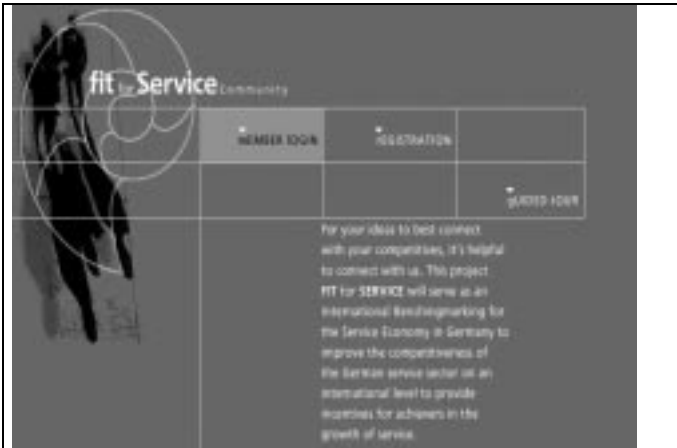 fit for Service Community
mEMBER lOGIN
rEGISTRATION
gUIDED tOUR
For your ideas to best connect
with your competitives, it's helpful
to connect with us. This project
FIT for SERVICE will serve as an
International Benchingmarking for
the Service Economy in Germany to
improve the competitiveness of
the German service sector on an
international level to provide
incentives for achievers in the
growth of service.